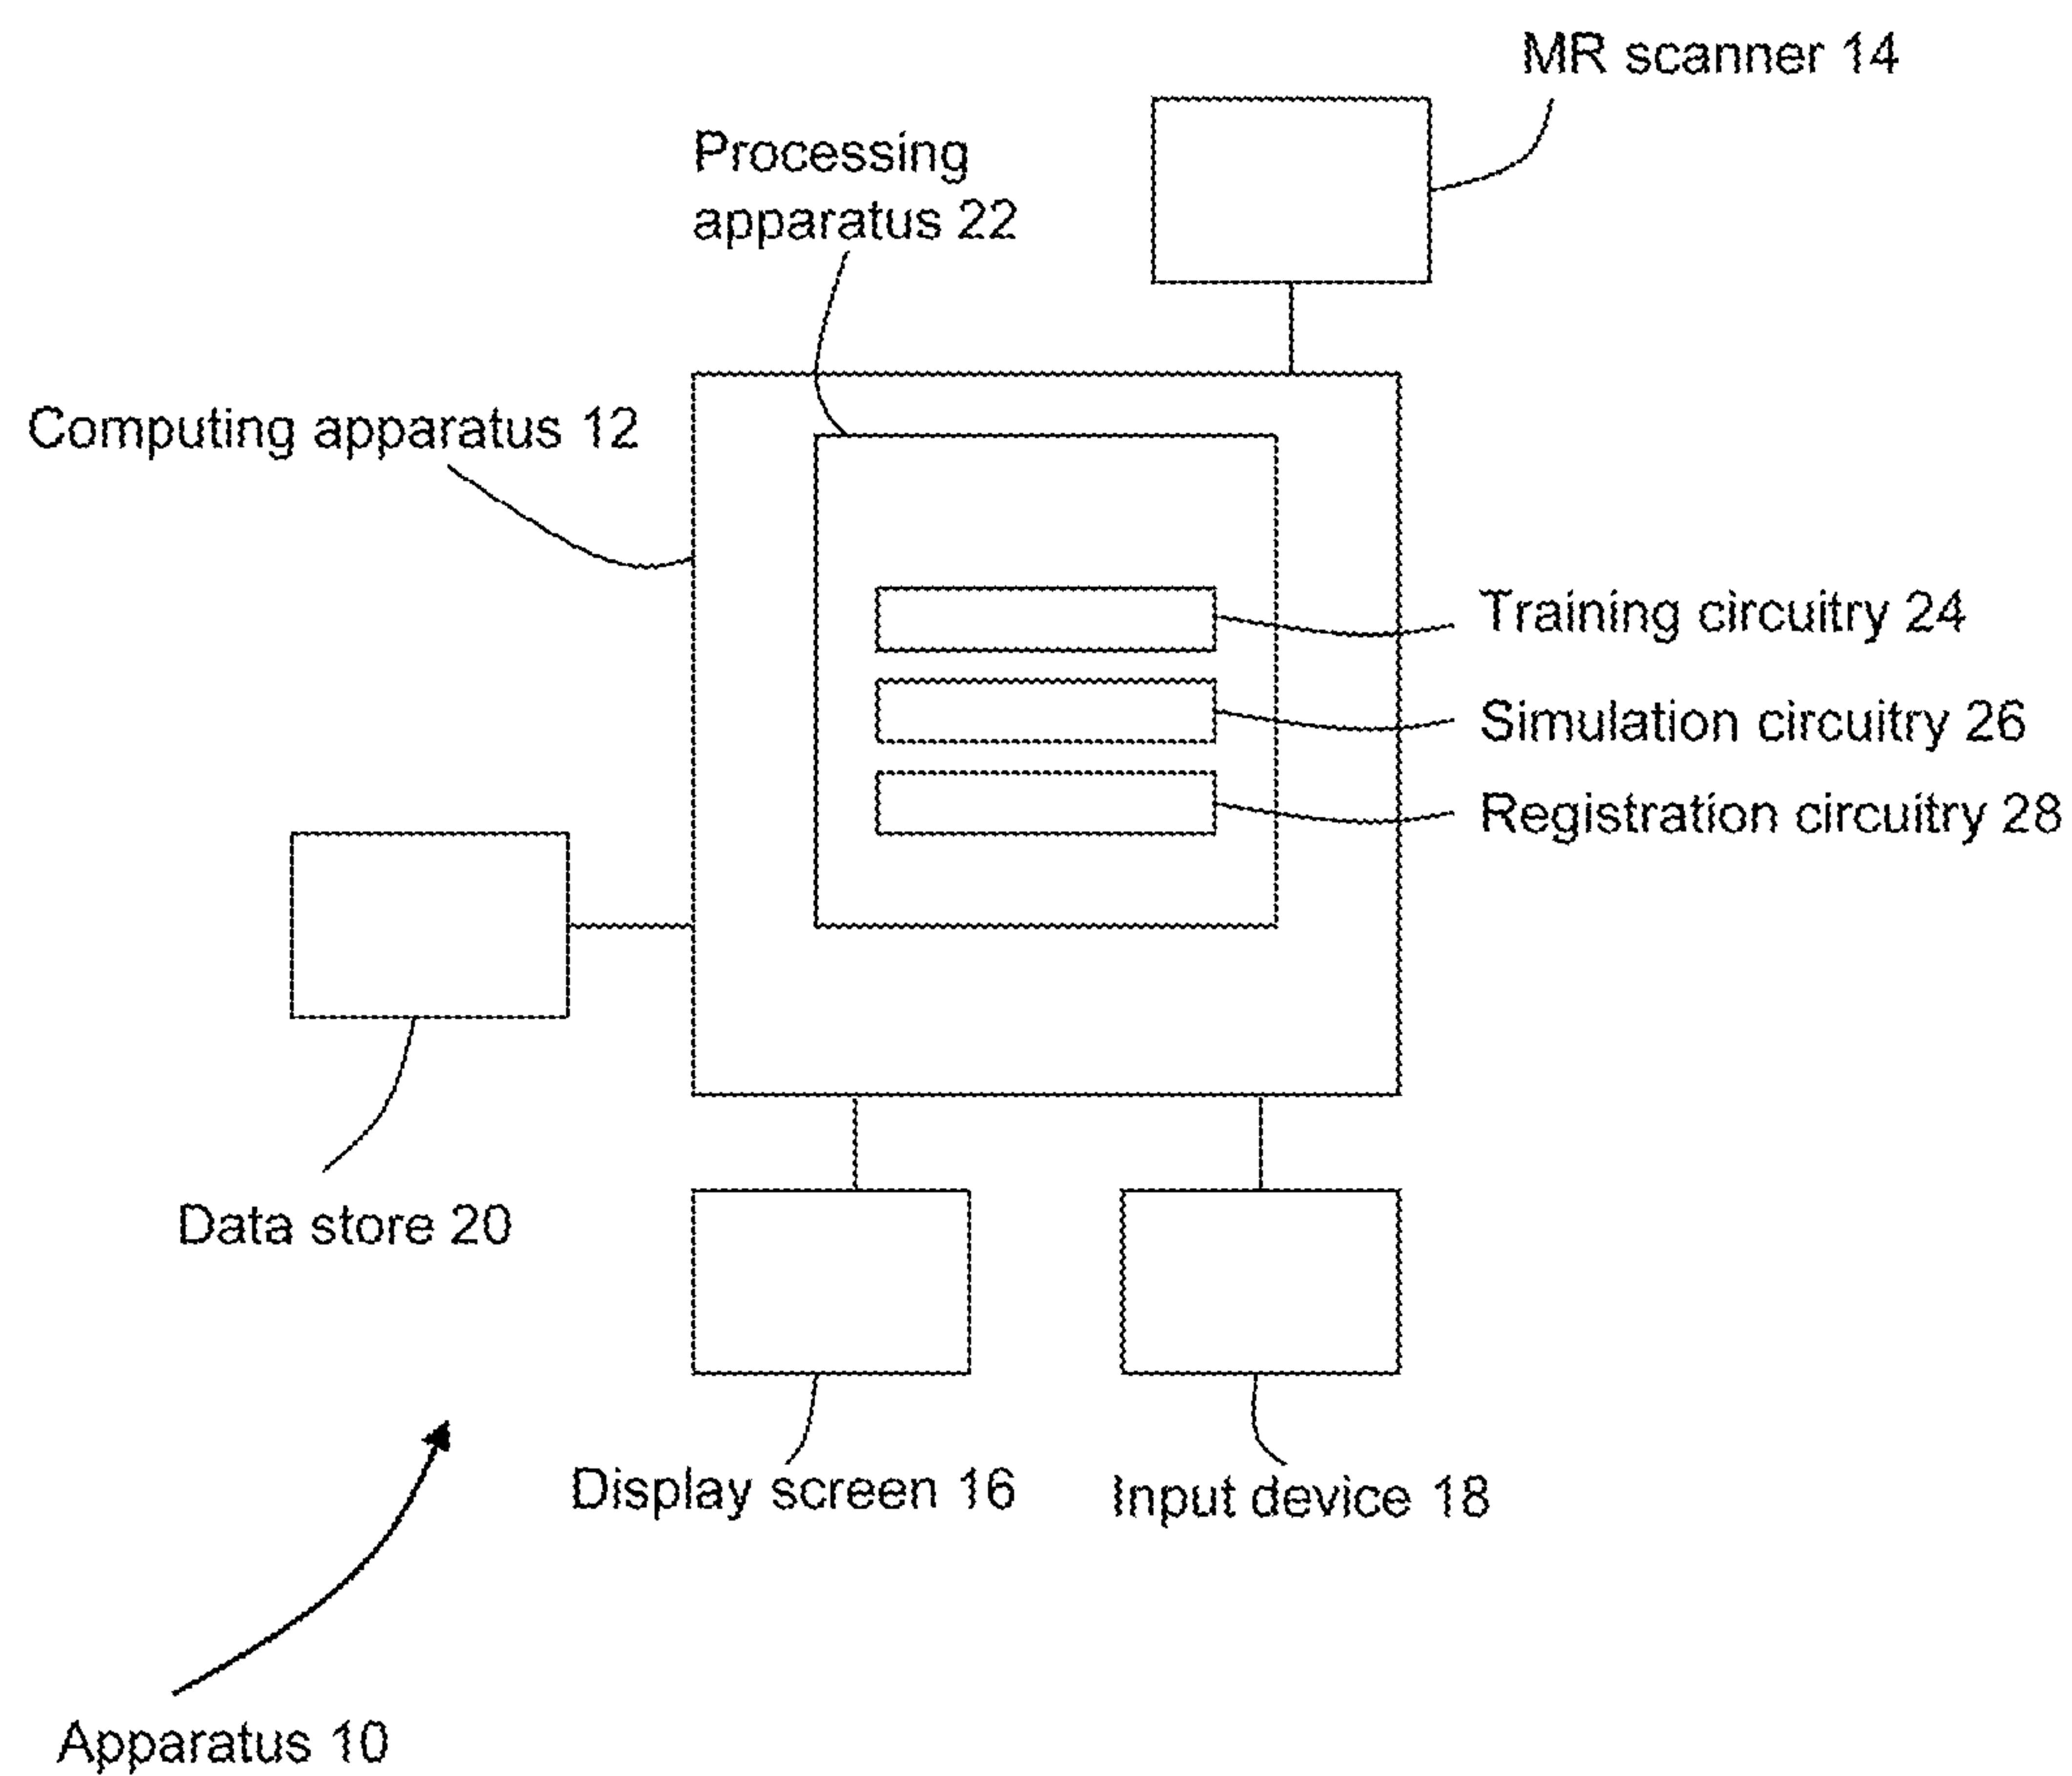 MR scanner 14
Processing
apparatus 22
Computing apparatus 12
Training circuitry 24
Simulation circuitry 26
Registration circuitry 28
Data store 20
Display screen 16
Input device 18
Apparatus 10